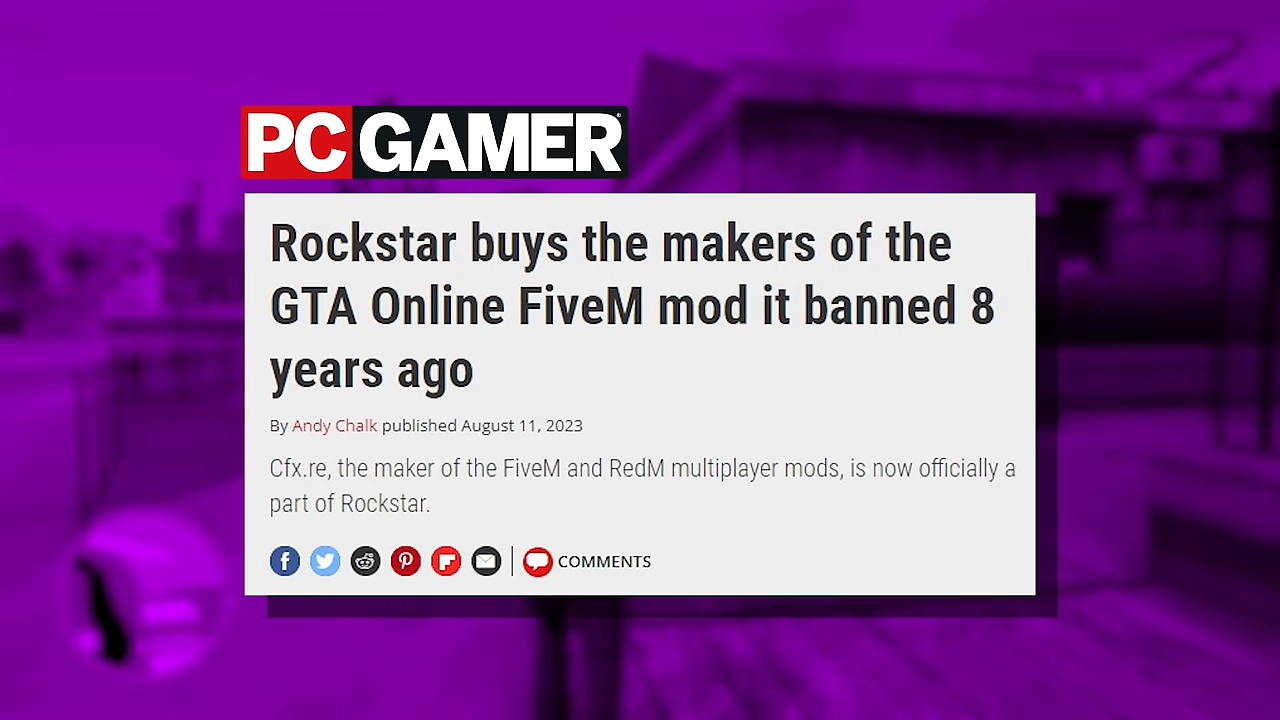 PC GAMER
Rockstar buys the makers of the
GTA Online FiveM mod it banned 8
years ago
By Andy Chalk published August 11, 2023
Cfx.re, the maker of the FiveM and RedM multiplayer mods, is now officially a
part of Rockstar.
COMMENTS